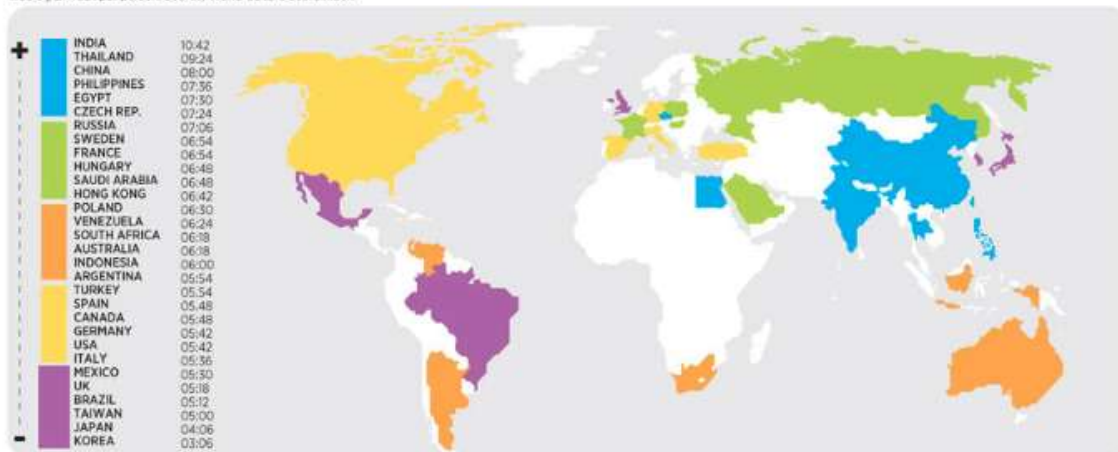 +
INDIA 10:42
THAILAND 09:24
CHINA 08:00
PHILIPPINES 07:36
EGYPT 07:30
CZECH REP. 07:24
RUSSIA 07:06
SWEDEN 06:54
FRANCE 06:54
HUNGARY 06:48
SAUDI ARABIA 06:48
HONG KONG 06:42
POLAND 06:30
VENEZUELA 06:24
SOUTH AFRICA 06:18
AUSTRALIA 06:18
INDONESIA 06:00
ARGENTINA 05:54
TURKEY 05.54
SPAIN 05.48
CANADA 05:48
GERMANY 05:42
USA 05:42
ITALY 05:36
MEXICO 05:30
UK 05:18
BRAZIL 05:12
TAIWAN 05:00
JAPAN 04:06
KOREA 03:06
-